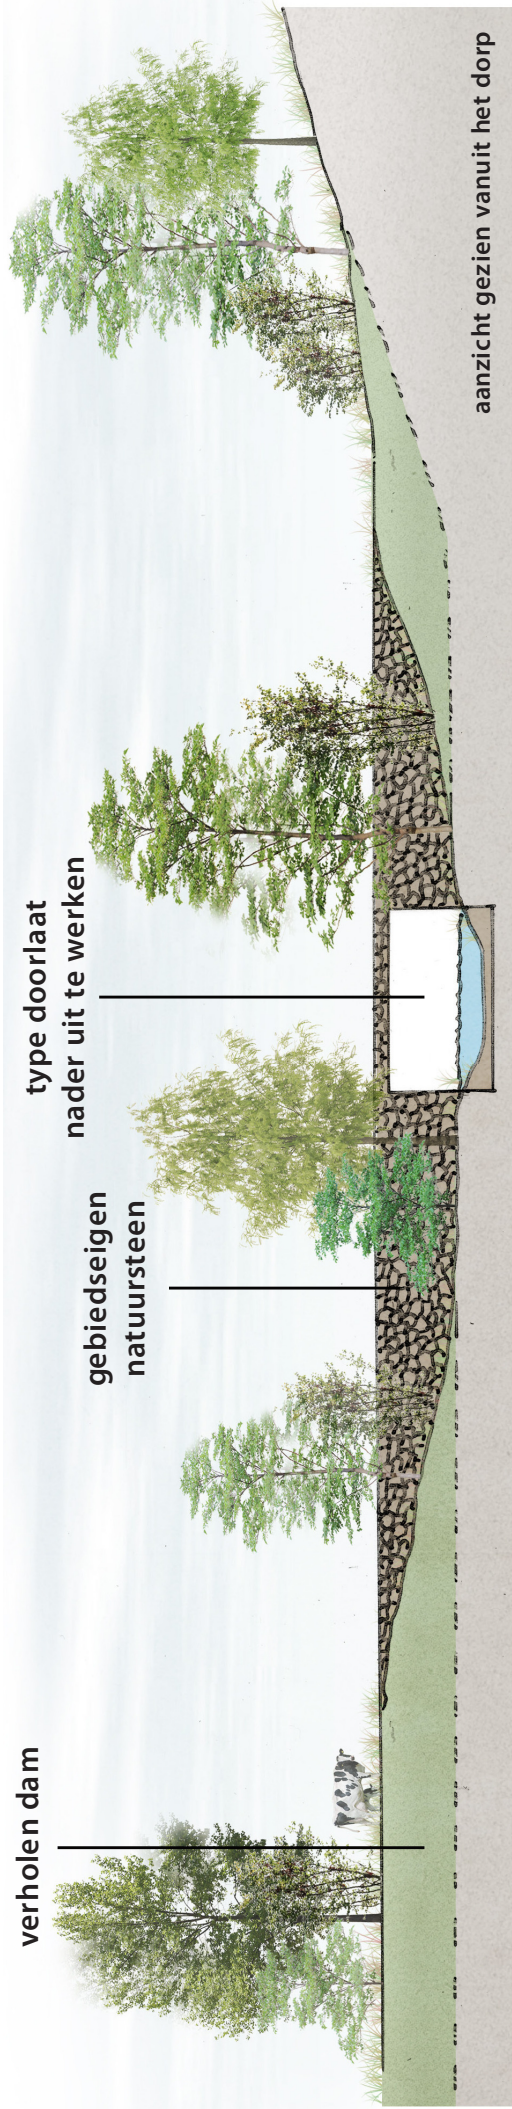 verholen dam
gebiedseigen
natuursteen
type doorlaat
nader uit te werken
aanzicht gezien vanuit het dorp